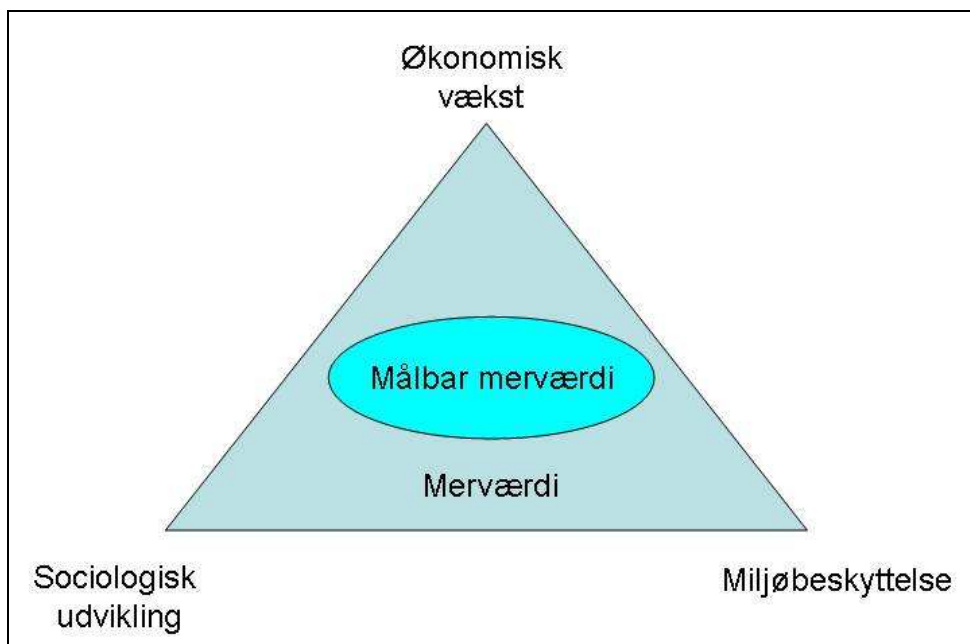 Økonomisk
vækst
Målbar merværdi
Merværdi
Sociologisk
udvikling
Miljøbeskyttelse